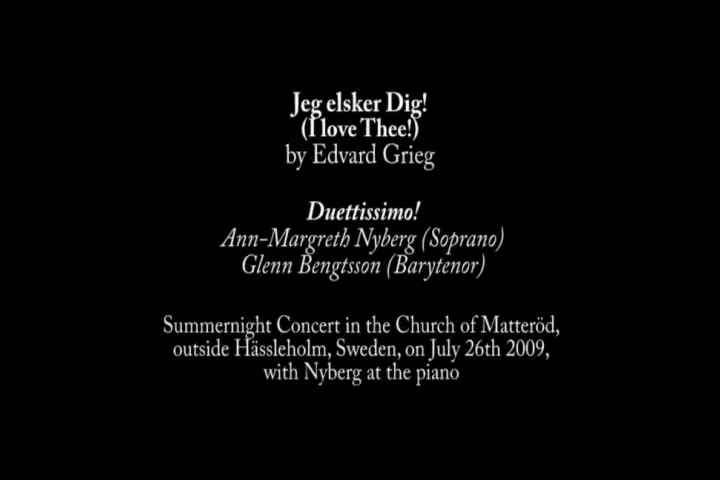 Jeg elsker Dig!
(I love Thee!)
by Edvard Grieg
Duettissimo!
Ann-Margreth Nyberg (Soprano)
Glenn Bengtsson (Barytenor)
Summernight Concert in the Church of Matteröd,
outside Hässleholm, Sweden, on July 26th 2009,
with Nyberg at the piano